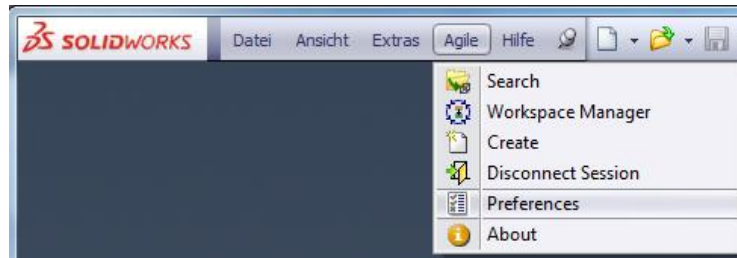 SOLIDWORKS Datei Ansicht Extras Agile Hilfe
Search
Workspace Manager
Create
Disconnect Session
Preferences
About